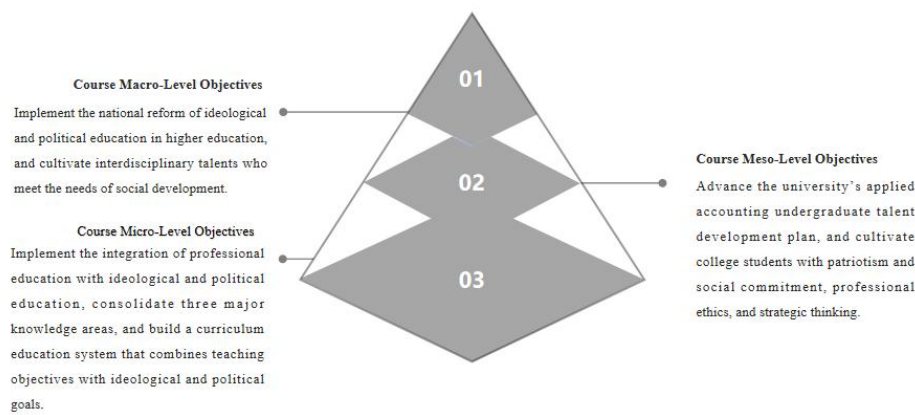 01
Course Macro-Level Objectives
Implement the national reform of ideological
and political education in higher education,
and cultivate interdisciplinary talents who
meet the needs of social development.
02
Course Meso-Level Objectives
Advance the university's applied
accounting undergraduate talent
development plan, and cultivate
college students with patriotism and
social commitment, professional
ethics, and strategic thinking.
03
Course Micro-Level Objectives
Implement the integration of professional
education with ideological and political
education, consolidate three major
knowledge areas, and build a curriculum
education system that combines teaching
objectives with ideological and political
goals.